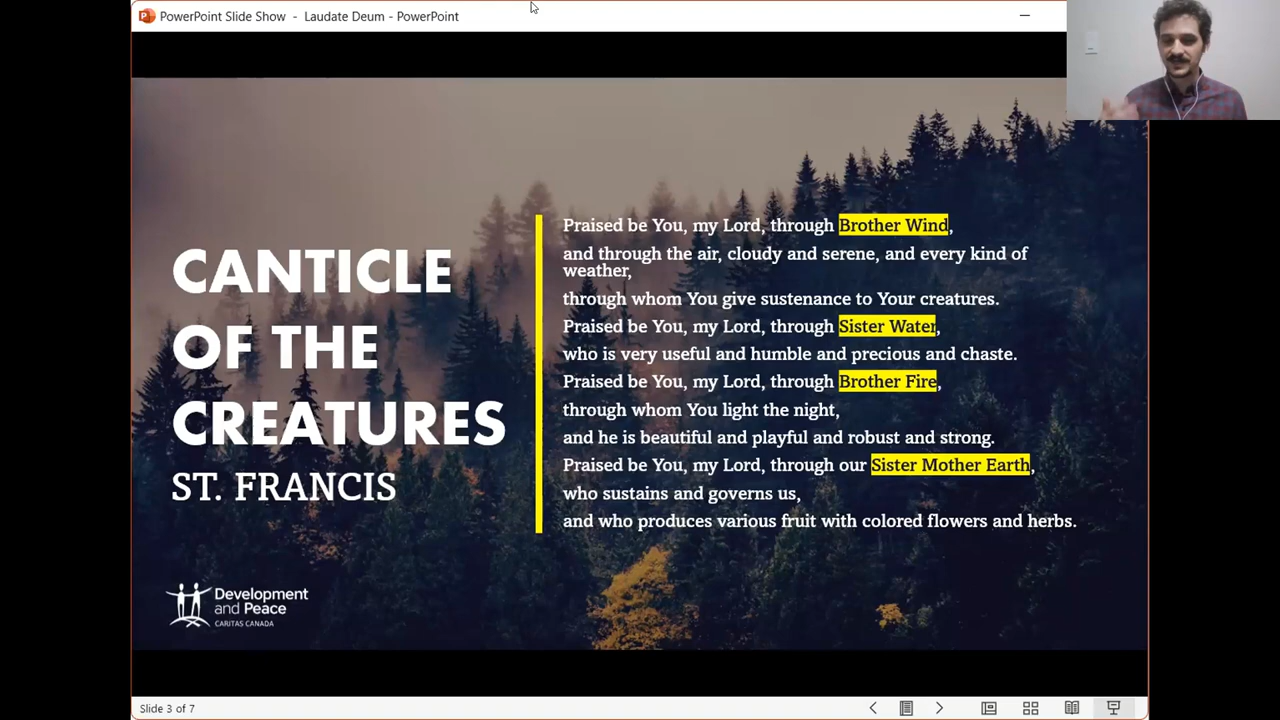 PowerPoint Slide Show - Laudate Deum - PowerPoint
CANTICLE
OF THE
CREATURES
ST. FRANCIS
Praised be You, my Lord, through Brother Wind,
and through the air, cloudy and serene, and every kind of
weather,
through whom You give sustenance to Your creatures.
Praised be You, my Lord, through Sister Water,
who is very useful and humble and precious and chaste.
Praised be You, my Lord, through Brother Fire,
through whom You light the night,
and he is beautiful and playful and robust and strong.
Praised be You, my Lord, through our Sister Mother Earth,
who sustains and governs us,
and who produces various fruit with colored flowers and herbs.
Development
and Peace
CARITAS CANADA
Slide 3 of 7